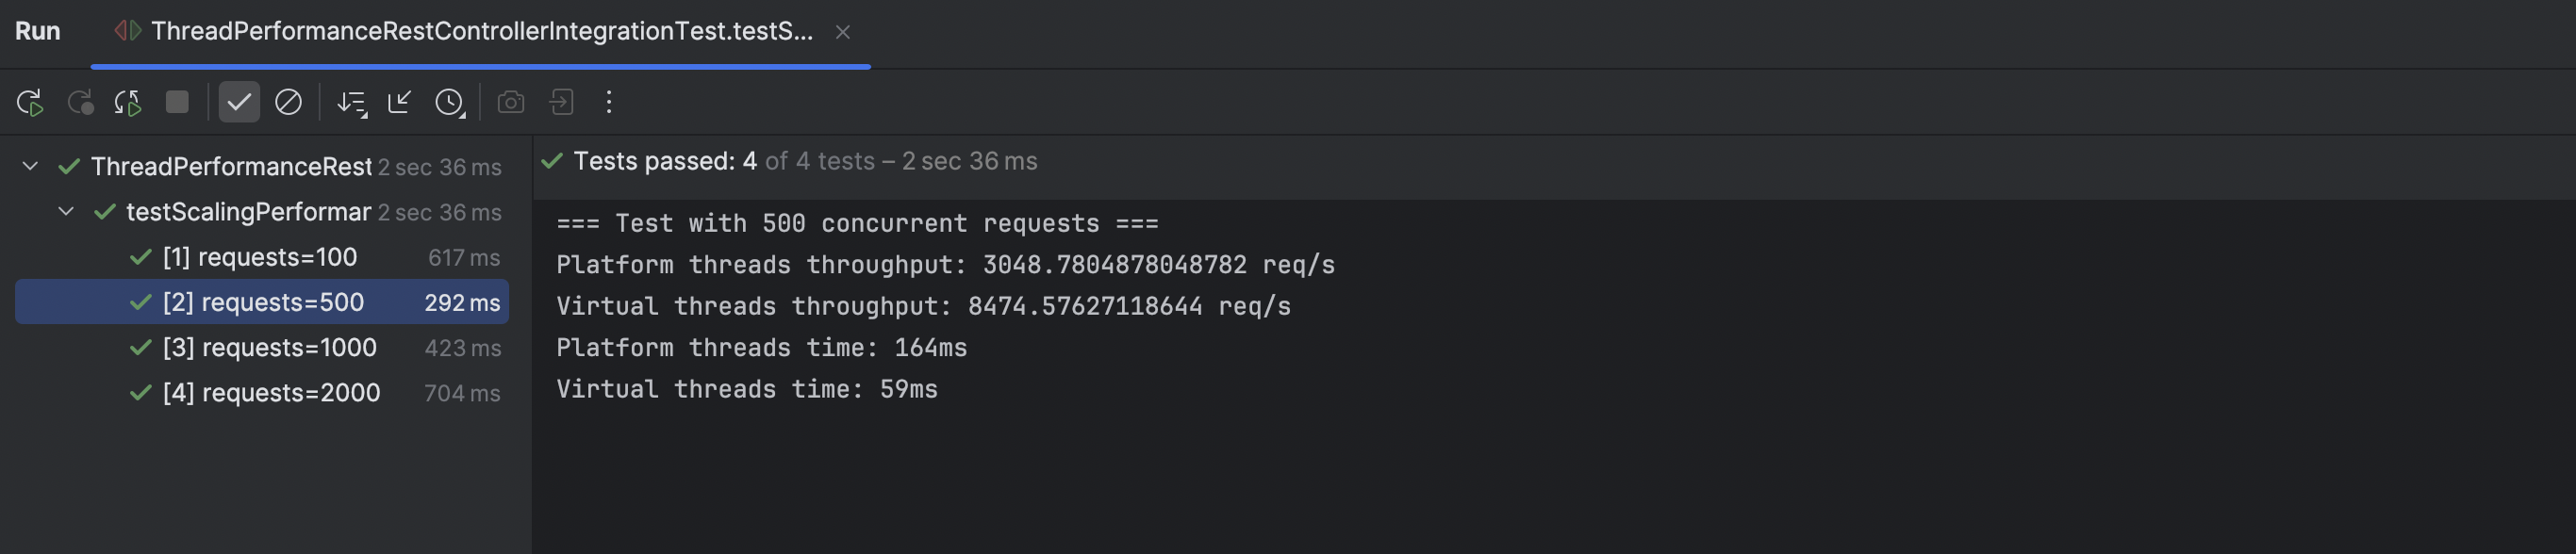 Run ThreadPerformanceRestControllerIntegrationTest.testS...
ThreadPerformanceRest 2 sec 36 ms
testScalingPerformar 2 sec 36 ms
[1] requests=100 617 ms
[2] requests=500 292 ms
[3] requests=1000 423 ms
[4] requests=2000 704 ms
Tests passed: 4 of 4 tests – 2 sec 36 ms
=== Test with 500 concurrent requests ===
Platform threads throughput: 3048.7804878048782 req/s
Virtual threads throughput: 8474.57627118644 req/s
Platform threads time: 164ms
Virtual threads time: 59ms